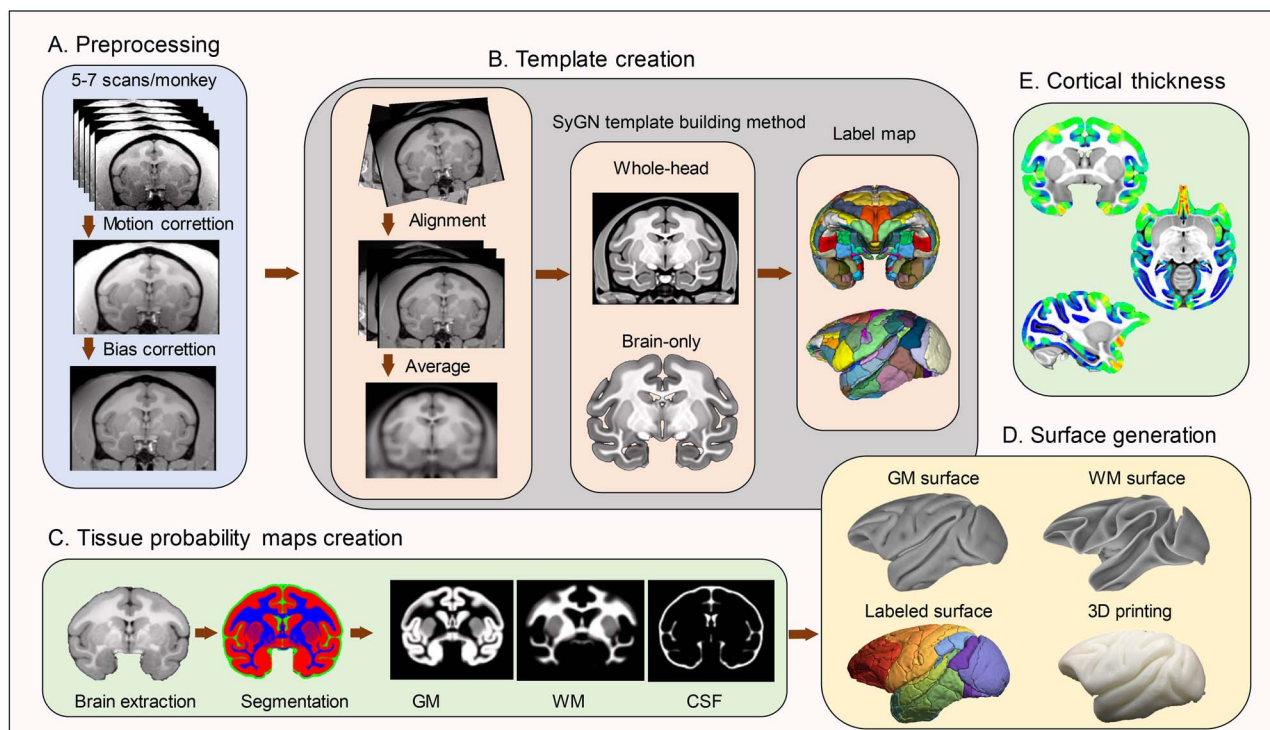 A. Preprocessing
5-7 scans/monkey
Motion correttion
Bias correttion
B. Template creation
Alignment
Average
SyGN template building method
Whole-head
Brain-only
Label map
E. Cortical thickness
D. Surface generation
GM surface
WM surface
Labeled surface
3D printing
C. Tissue probability maps creation
Brain extraction
Segmentation
GM
WM
CSF